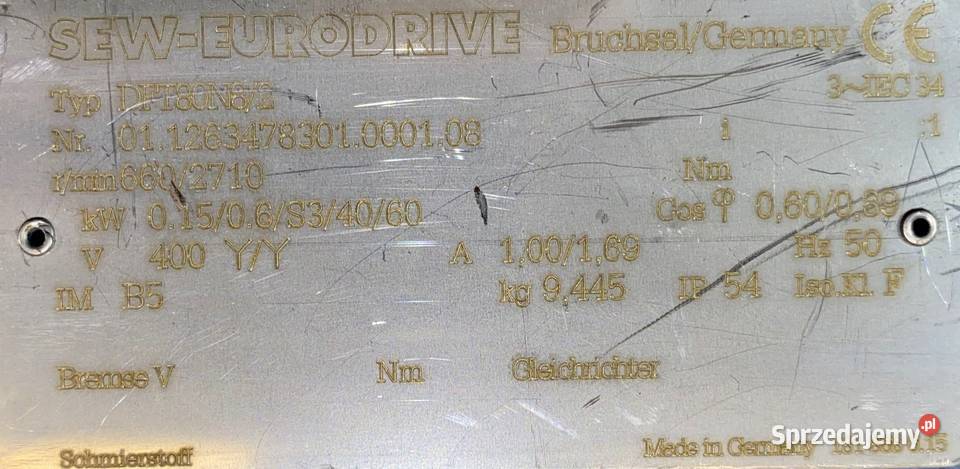 SEW-EURODRIVE Bruchsal/Germany CE
Typ DFT80N8/2 3~IEC 34
Nr. 01.1263478301.0001.08 i :1
r/min 660/2710 Nm
kW 0.15/0.6/S3/40/60 Cos φ 0,60/0,89
V 400 Y/Y A 1,00/1,69 Hz 50
IM B5 kg 9,445 IP 54 Iso.Kl F
Bremse V Nm Gleichrichter
Schmierstoff Made in Germany
Sprzedajemy.pl